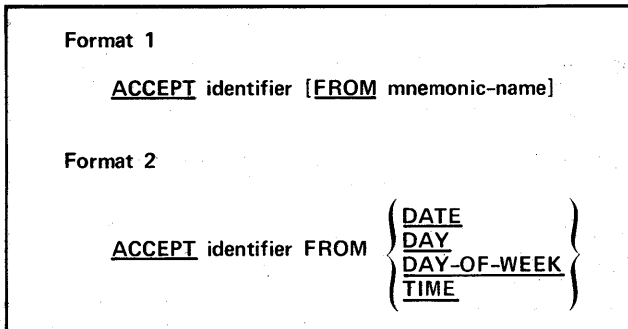 Format 1
ACCEPT identifier [FROM mnemonic-name]
Format 2
ACCEPT identifier FROM
DATE
DAY
DAY-OF-WEEK
TIME